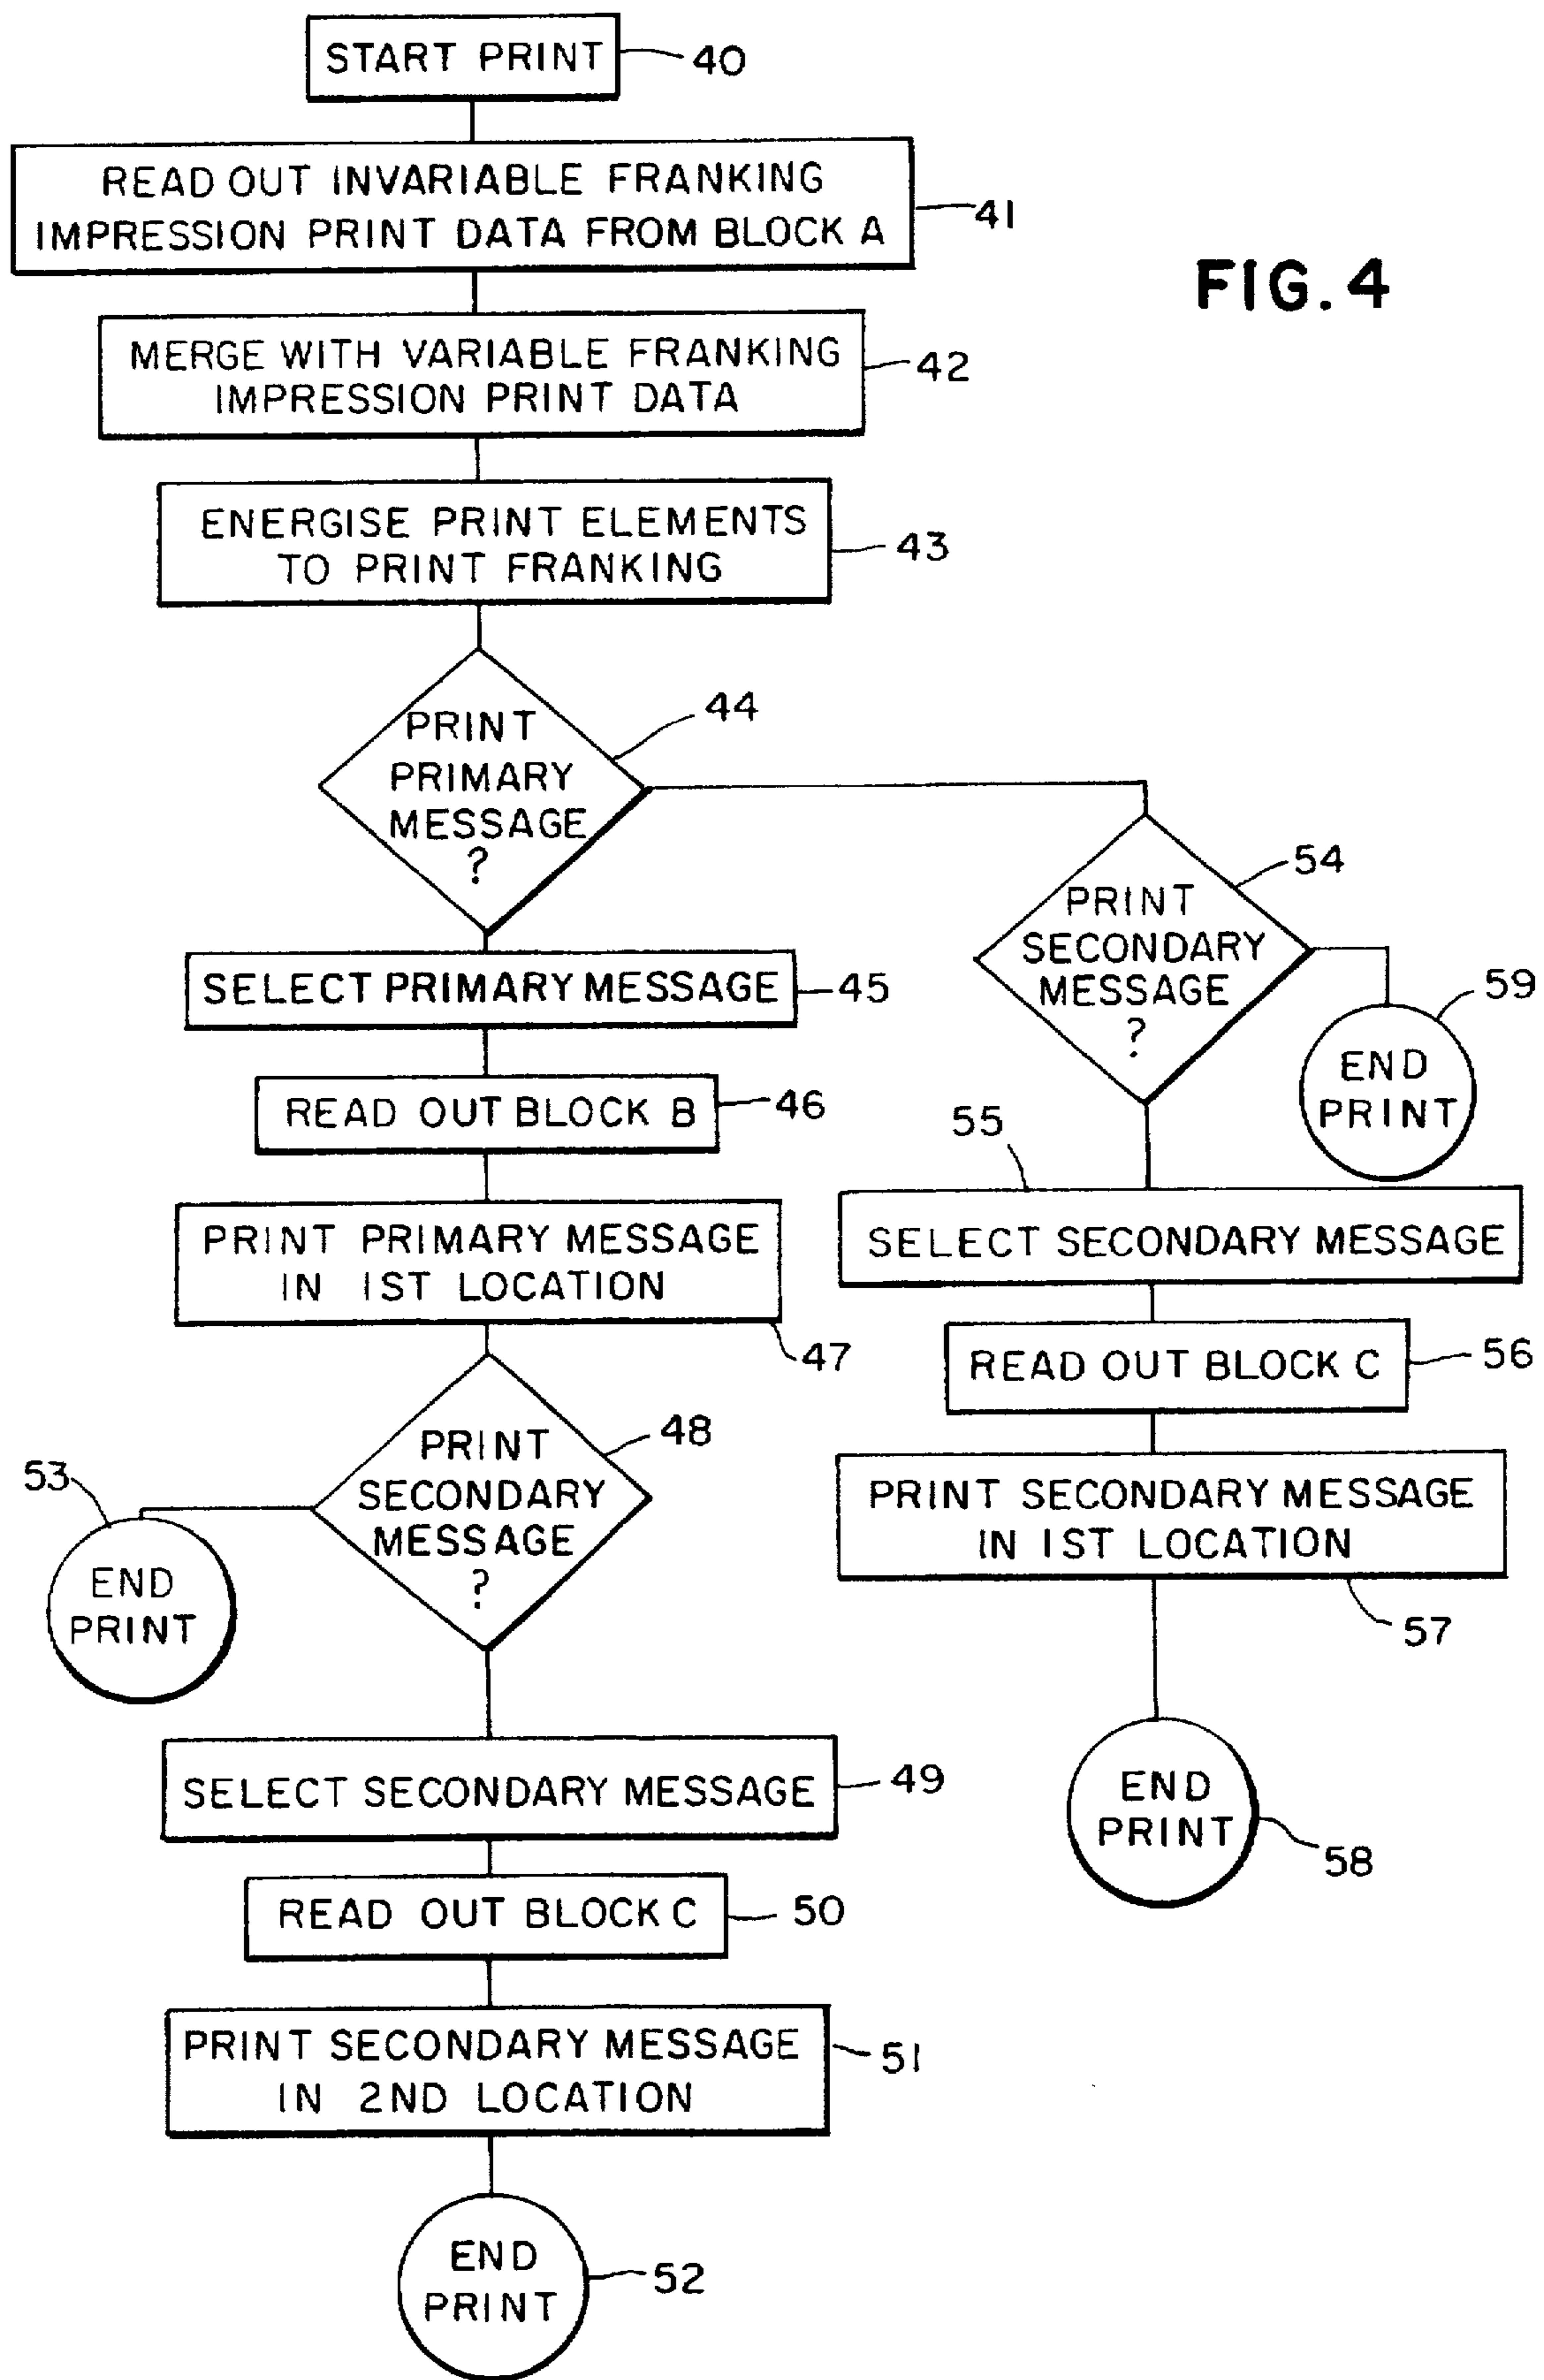 START PRINT
40
READ OUT INVARIABLE FRANKING
IMPRESSION PRINT DATA FROM BLOCK A
41
FIG. 4
MERGE WITH VARIABLE FRANKING
IMPRESSION PRINT DATA
42
ENERGISE PRINT ELEMENTS
TO PRINT FRANKING
43
PRINT
PRIMARY
MESSAGE
?
44
SELECT PRIMARY MESSAGE
45
READ OUT BLOCK B
46
PRINT PRIMARY MESSAGE
IN 1ST LOCATION
47
PRINT
SECONDARY
MESSAGE
?
48
53
END
PRINT
SELECT SECONDARY MESSAGE
49
READ OUT BLOCK C
50
PRINT SECONDARY MESSAGE
IN 2ND LOCATION
51
END
PRINT
52
PRINT
SECONDARY
MESSAGE
?
54
59
END
PRINT
55
SELECT SECONDARY MESSAGE
READ OUT BLOCK C
56
PRINT SECONDARY MESSAGE
IN 1ST LOCATION
57
END
PRINT
58